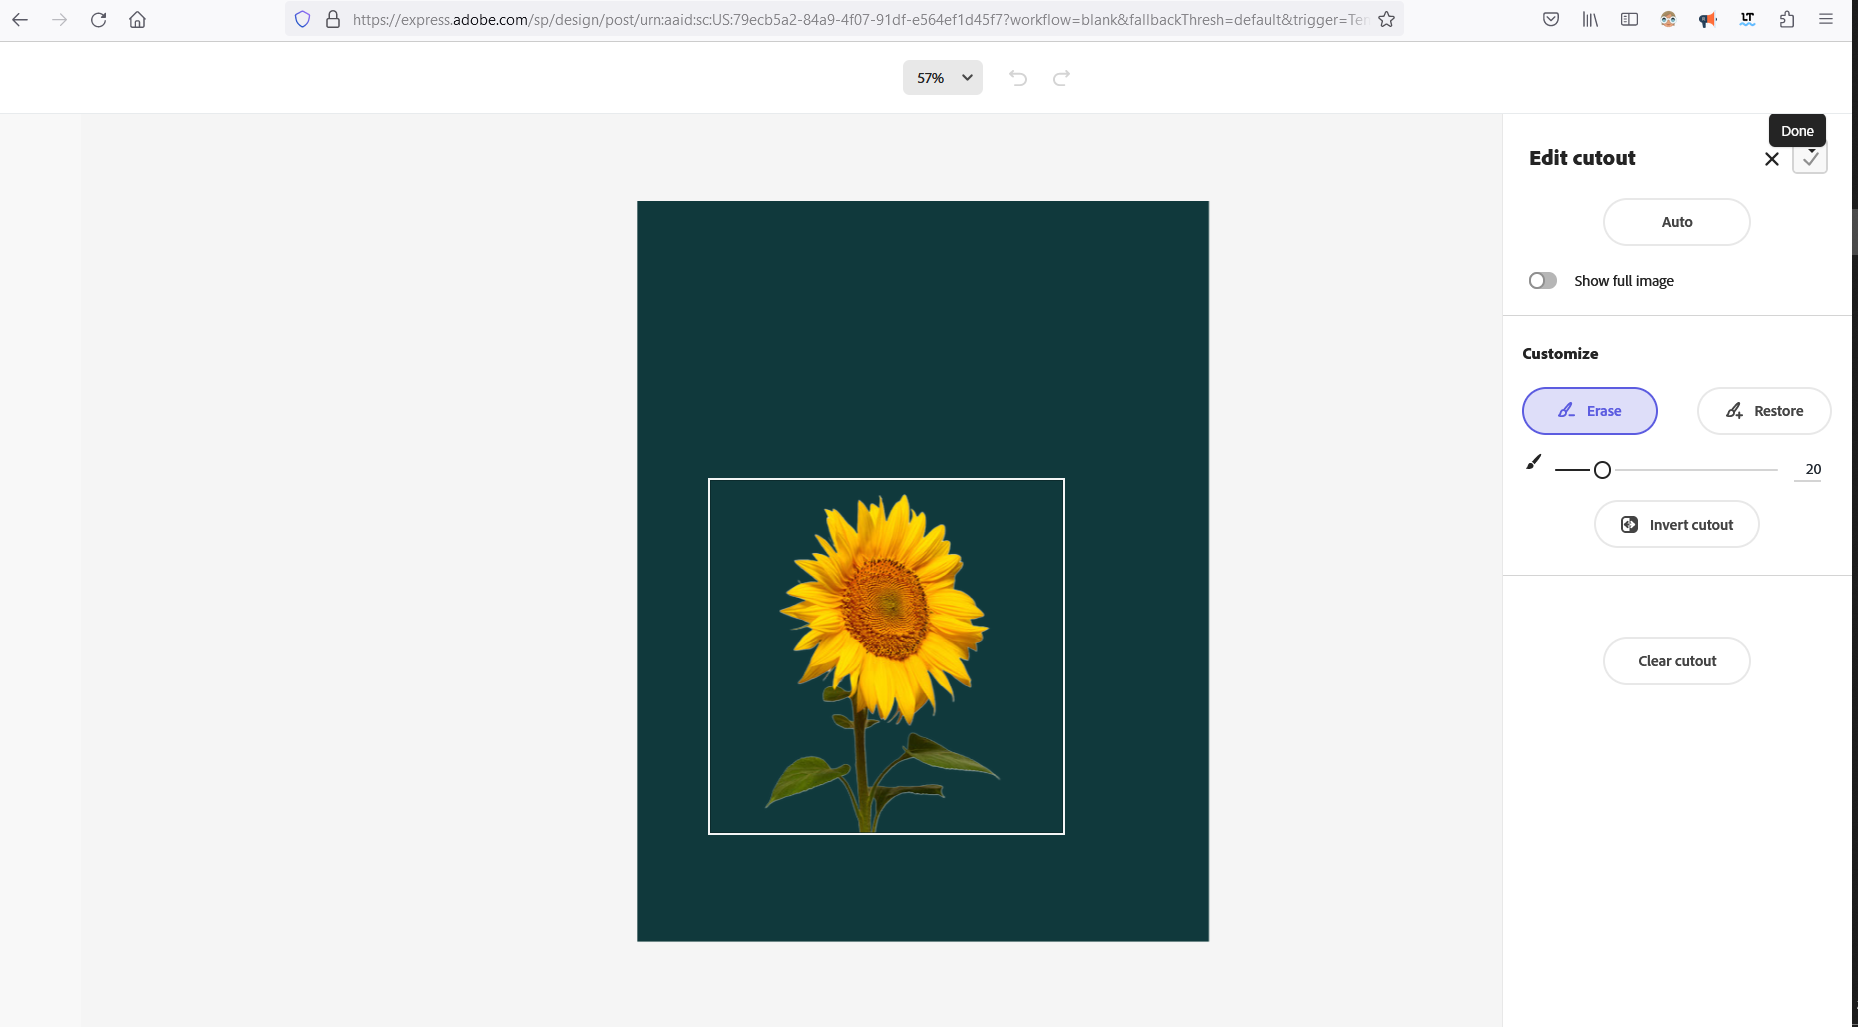 https://express.adobe.com/sp/design/post/urn:aaid:sc:US:79ecb5a2-84a9-4f07-91df-e564ef1d45f7?workflow=blank&fallbackThresh=default&trigger=Ter
LT
57%
Done
Edit cutout
Auto
Show full image
Customize
Erase
Restore
20
Invert cutout
Clear cutout